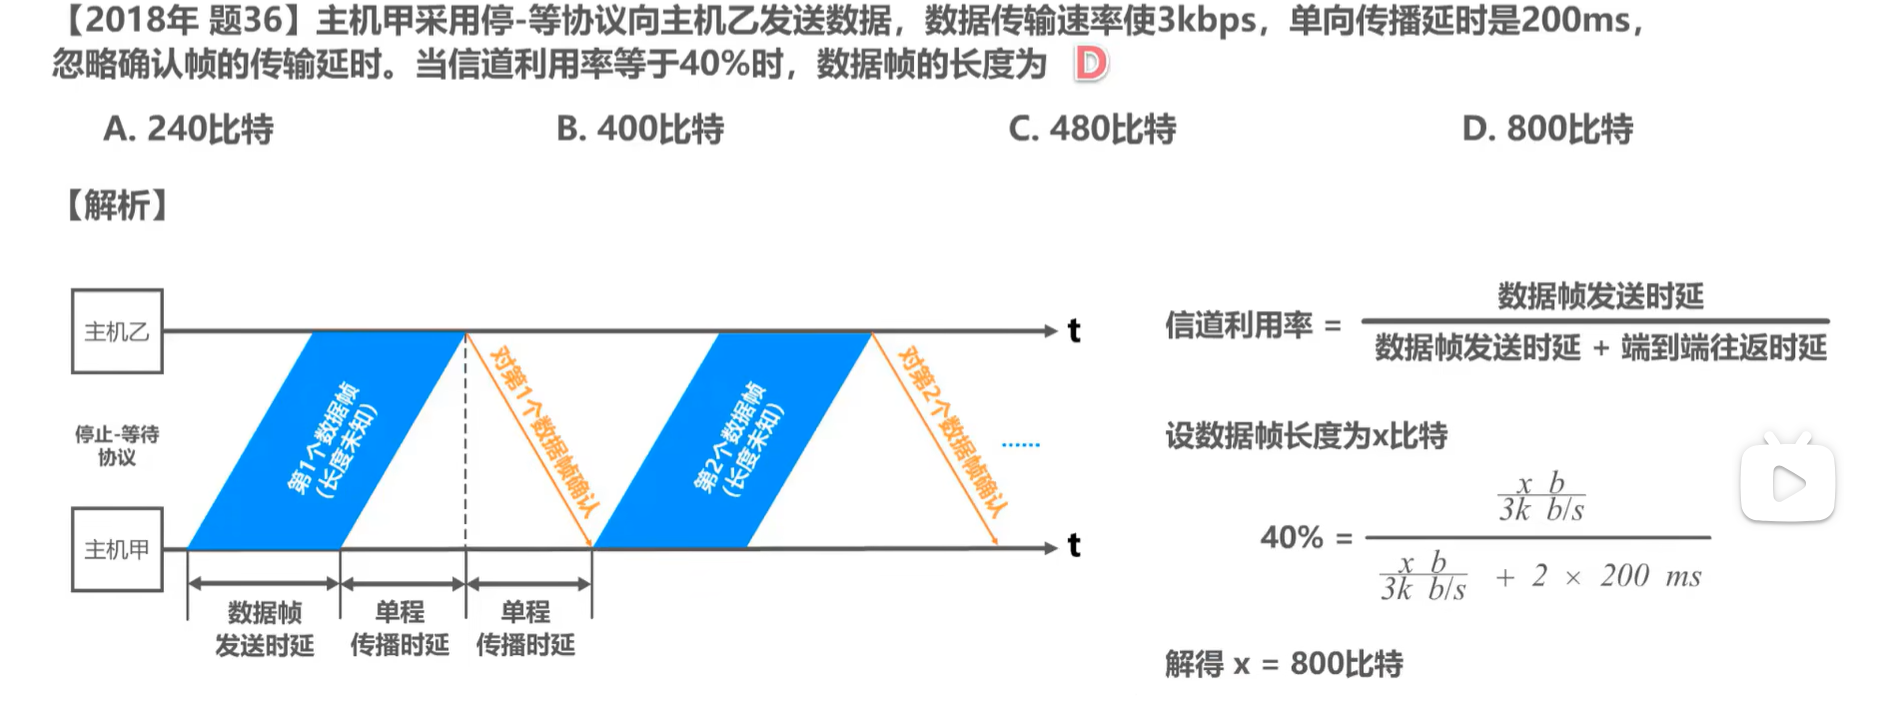 【2018年 题36】主机甲采用停-等协议向主机乙发送数据，数据传输速率使3kbps，单向传播延时是200ms，
忽略确认帧的传输延时。当信道利用率等于40%时，数据帧的长度为 D
A. 240比特 B. 400比特 C. 480比特 D. 800比特
【解析】
主机乙
t
第1个数据帧
(长度未知)
对第1个数据帧确认
第2个数据帧
(长度未知)
对第2个数据帧确认
停止-等待
协议
......
主机甲
t
数据帧
发送时延
单程
传播时延
单程
传播时延
信道利用率 =
数据帧发送时延
数据帧发送时延 + 端到端往返时延
设数据帧长度为x比特
40% =
x b
3k b/s
x b
3k b/s
+ 2 × 200 ms
解得 x = 800比特